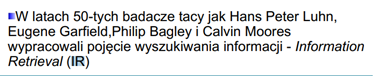 W latach 50-tych badacze tacy jak Hans Peter Luhn,
Eugene Garfield,Philip Bagley i Calvin Moores
wypracowali pojęcie wyszukiwania informacji - Information
Retrieval (IR)